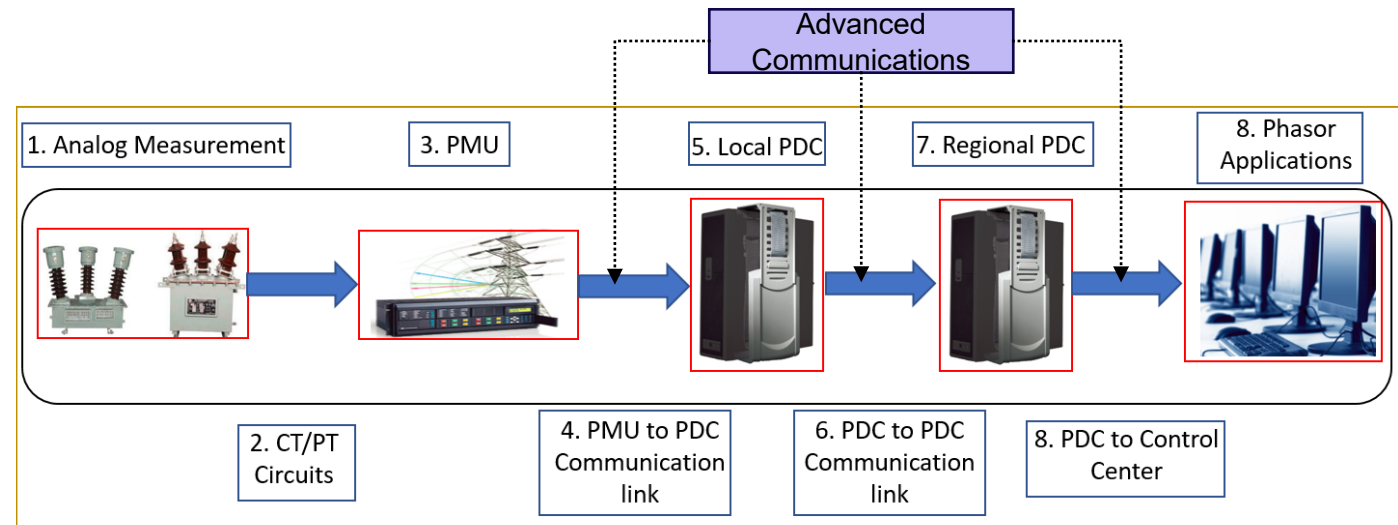 Advanced
Communications
1. Analog Measurement
3. PMU
5. Local PDC
7. Regional PDC
8. Phasor
Applications
2. CT/PT
Circuits
4. PMU to PDC
Communication
link
6. PDC to PDC
Communication
link
8. PDC to Control
Center